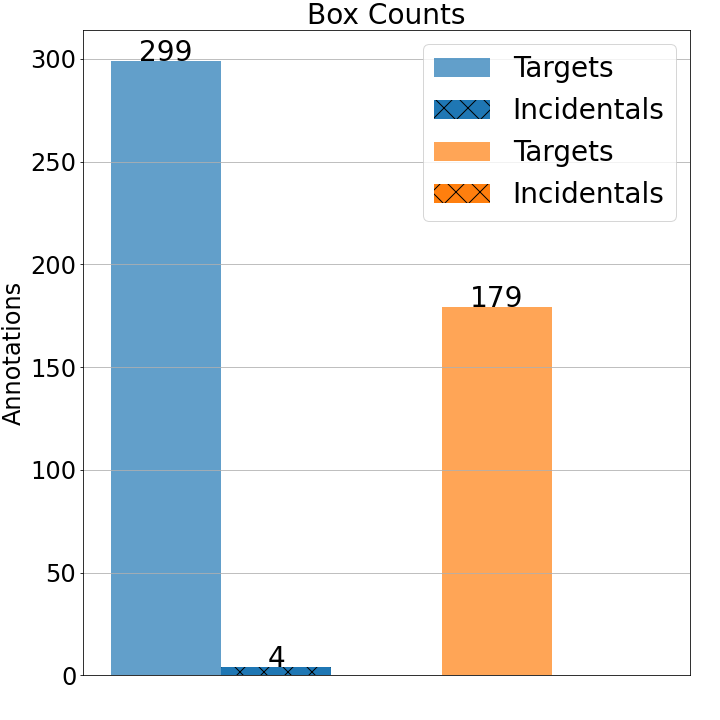 Box Counts
Annotations
300
250
200
150
100
50
0
299
4
179
Targets
Incidentals
Targets
Incidentals